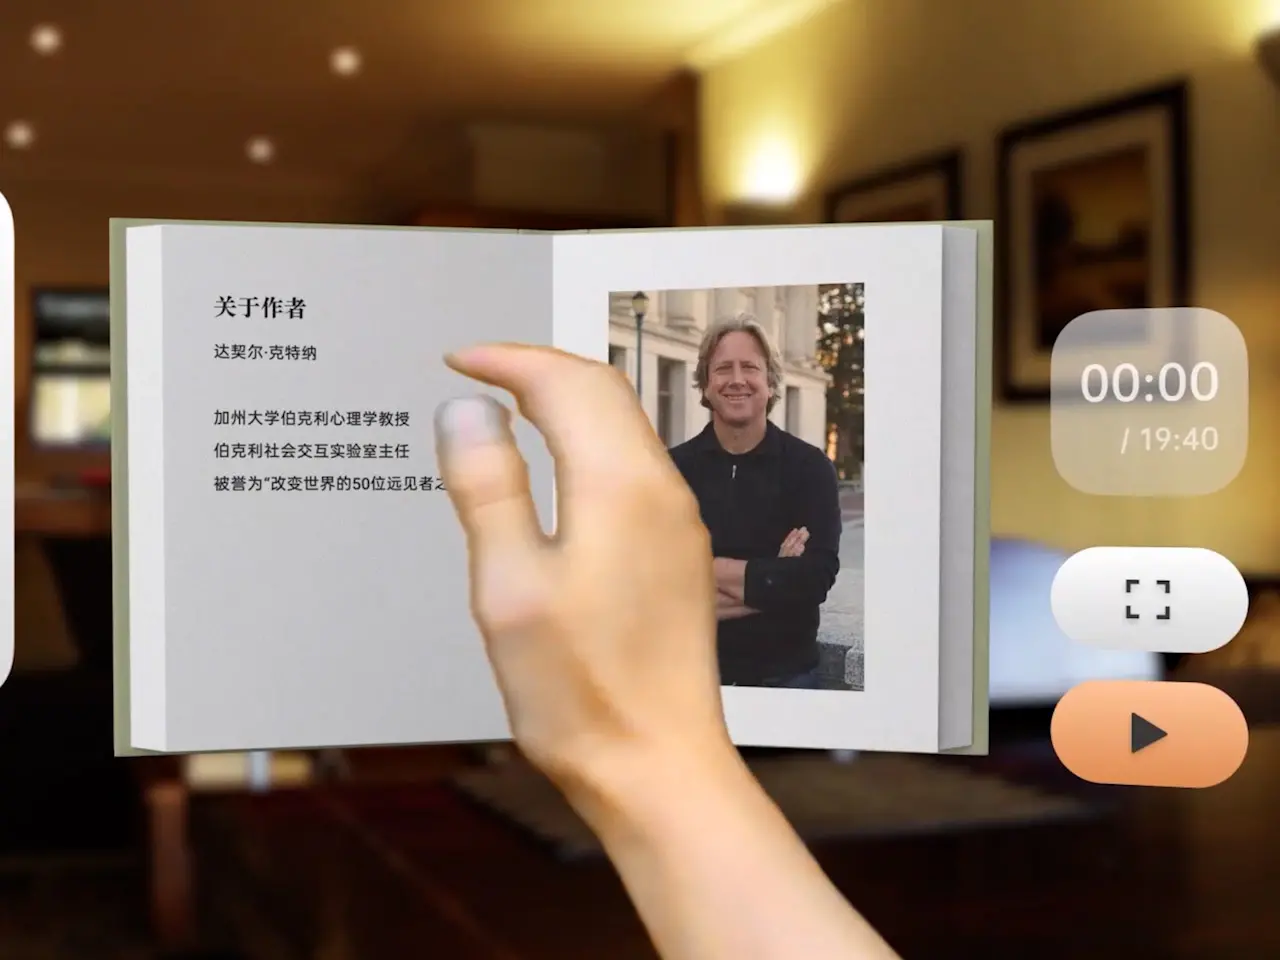 关于作者
达契尔·克特纳
加州大学伯克利心理学教授
伯克利社会交互实验室主任
被誉为“改变世界的50位远见者之
00:00
/ 19:40